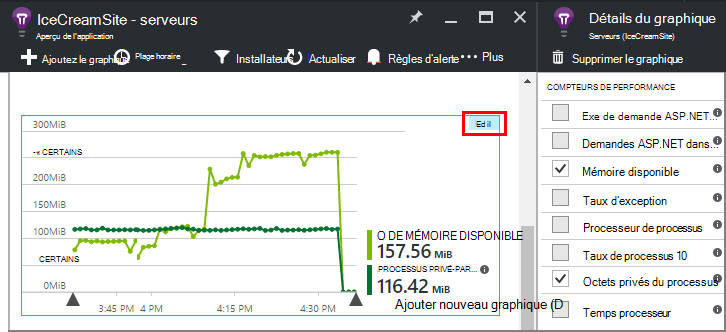 IceCreamSite - serveurs
Aperçu de l'application
Ajoutez le graphique
Plage horaire
Installateurs
Actualiser
Règles d'alerte
Plus
Edil
300MiB
-« CERTAINS
200MiB
150MiB
100MiB
CERTAINS
50MiB
0MiB
3:45 PM
4 PM
4:15 PM
4:30 PM
O DE MÉMOIRE DISPONIBLE
157.56 MiB
PROCESSUS PRIVÉ-PAR...
116.42 MiB
Ajouter nouveau graphique (D
Détails du graphique
Serveurs (IceCreamSite)
Supprimer le graphique
COMPTEURS DE PERFORMANCE
Exe de demande ASP.NET...
Demandes ASP.NET dans...
Mémoire disponible
Taux d'exception
Processeur de processus
Taux de processus 10
Octets privés du processus
Temps processeur